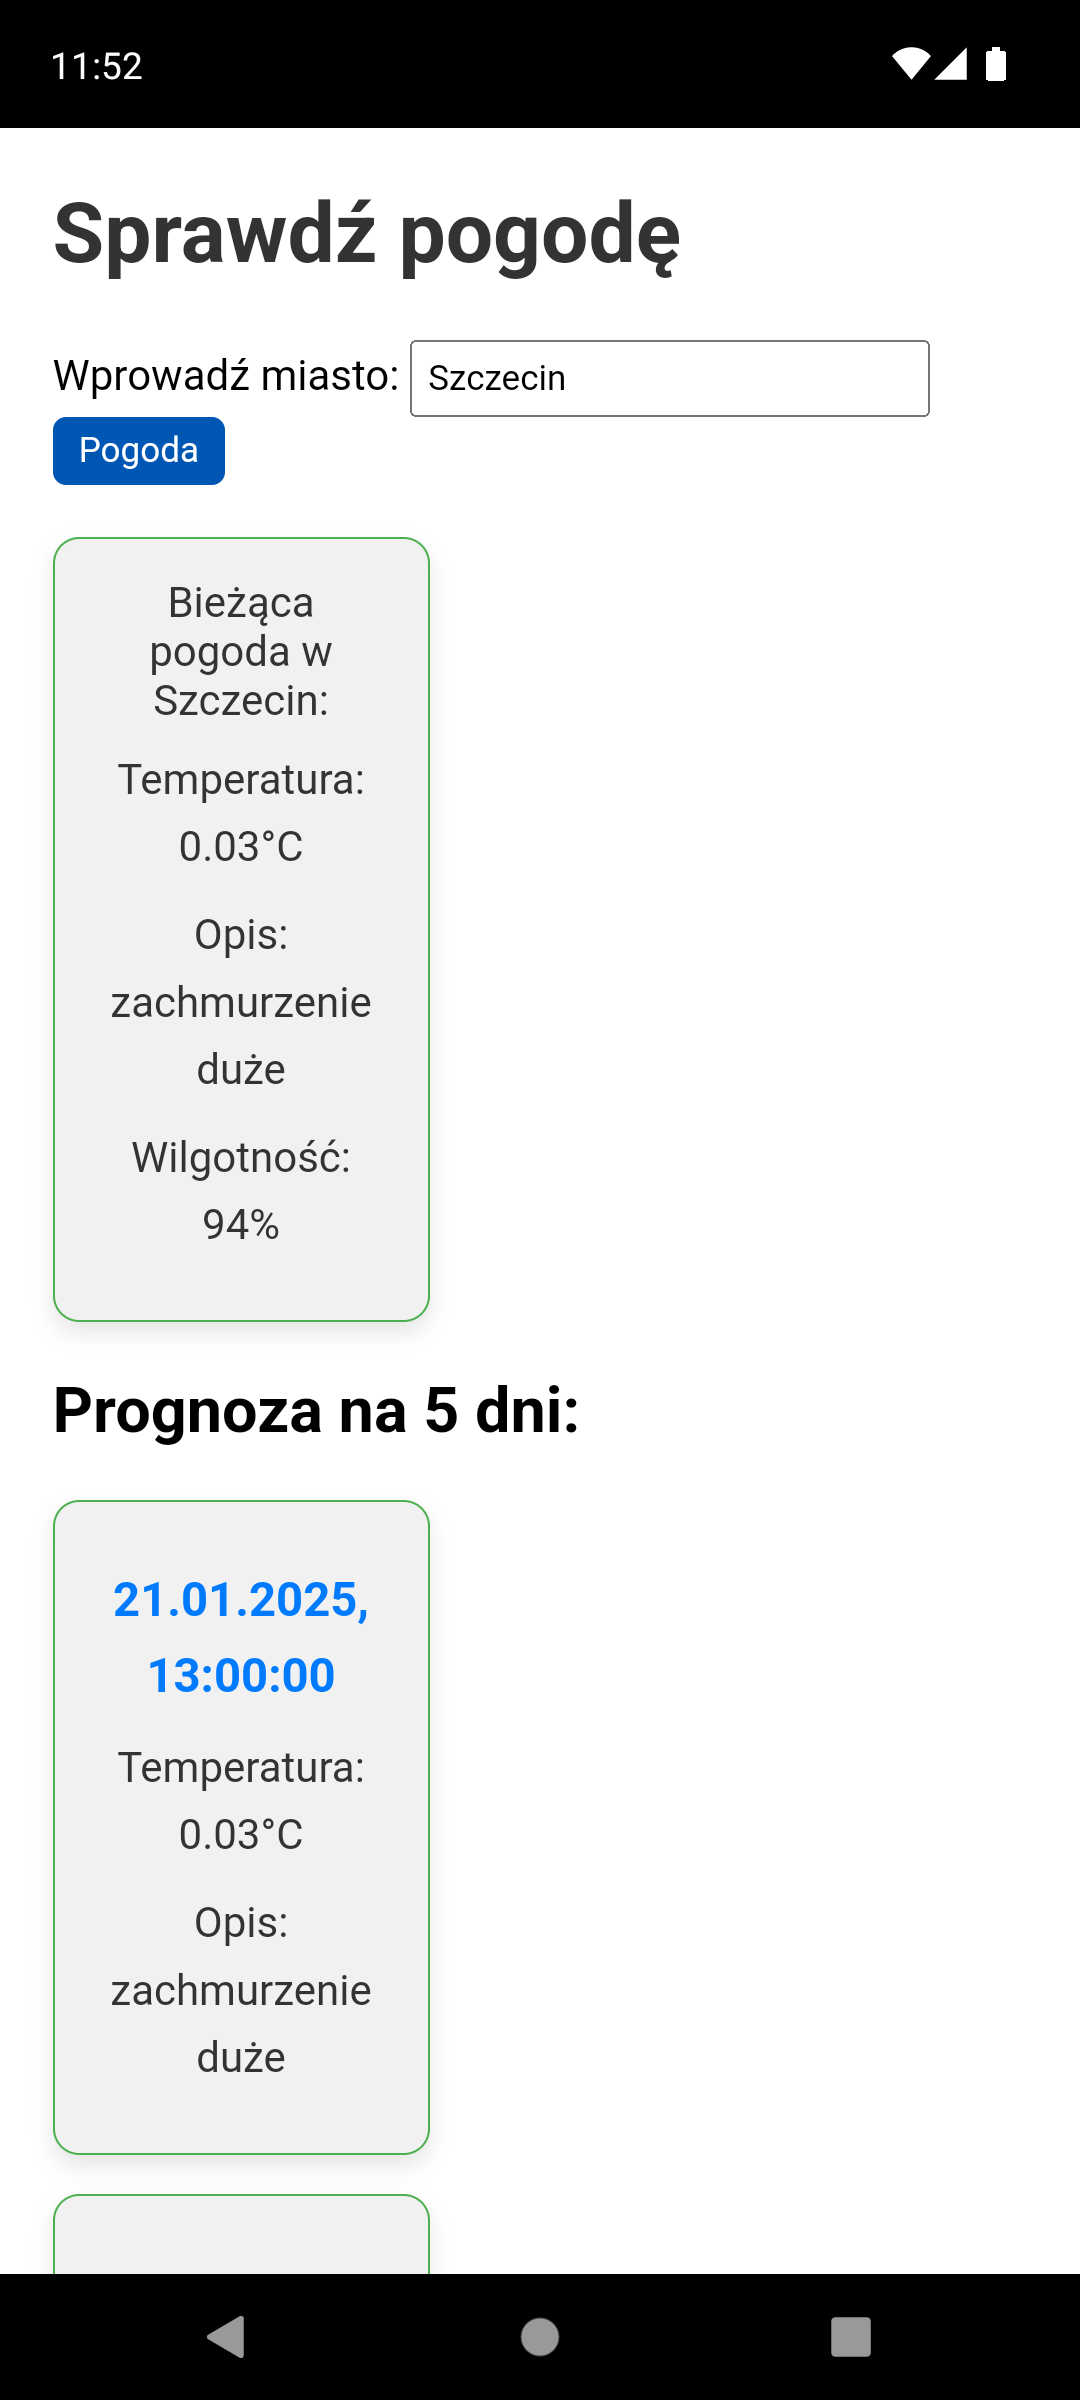 11:52
Sprawdź pogodę
Wprowadź miasto: Szczecin
Pogoda
Bieżąca
pogoda w
Szczecin:
Temperatura:
0.03°C
Opis:
zachmurzenie
duże
Wilgotność:
94%
Prognoza na 5 dni:
21.01.2025,
13:00:00
Temperatura:
0.03°C
Opis:
zachmurzenie
duże